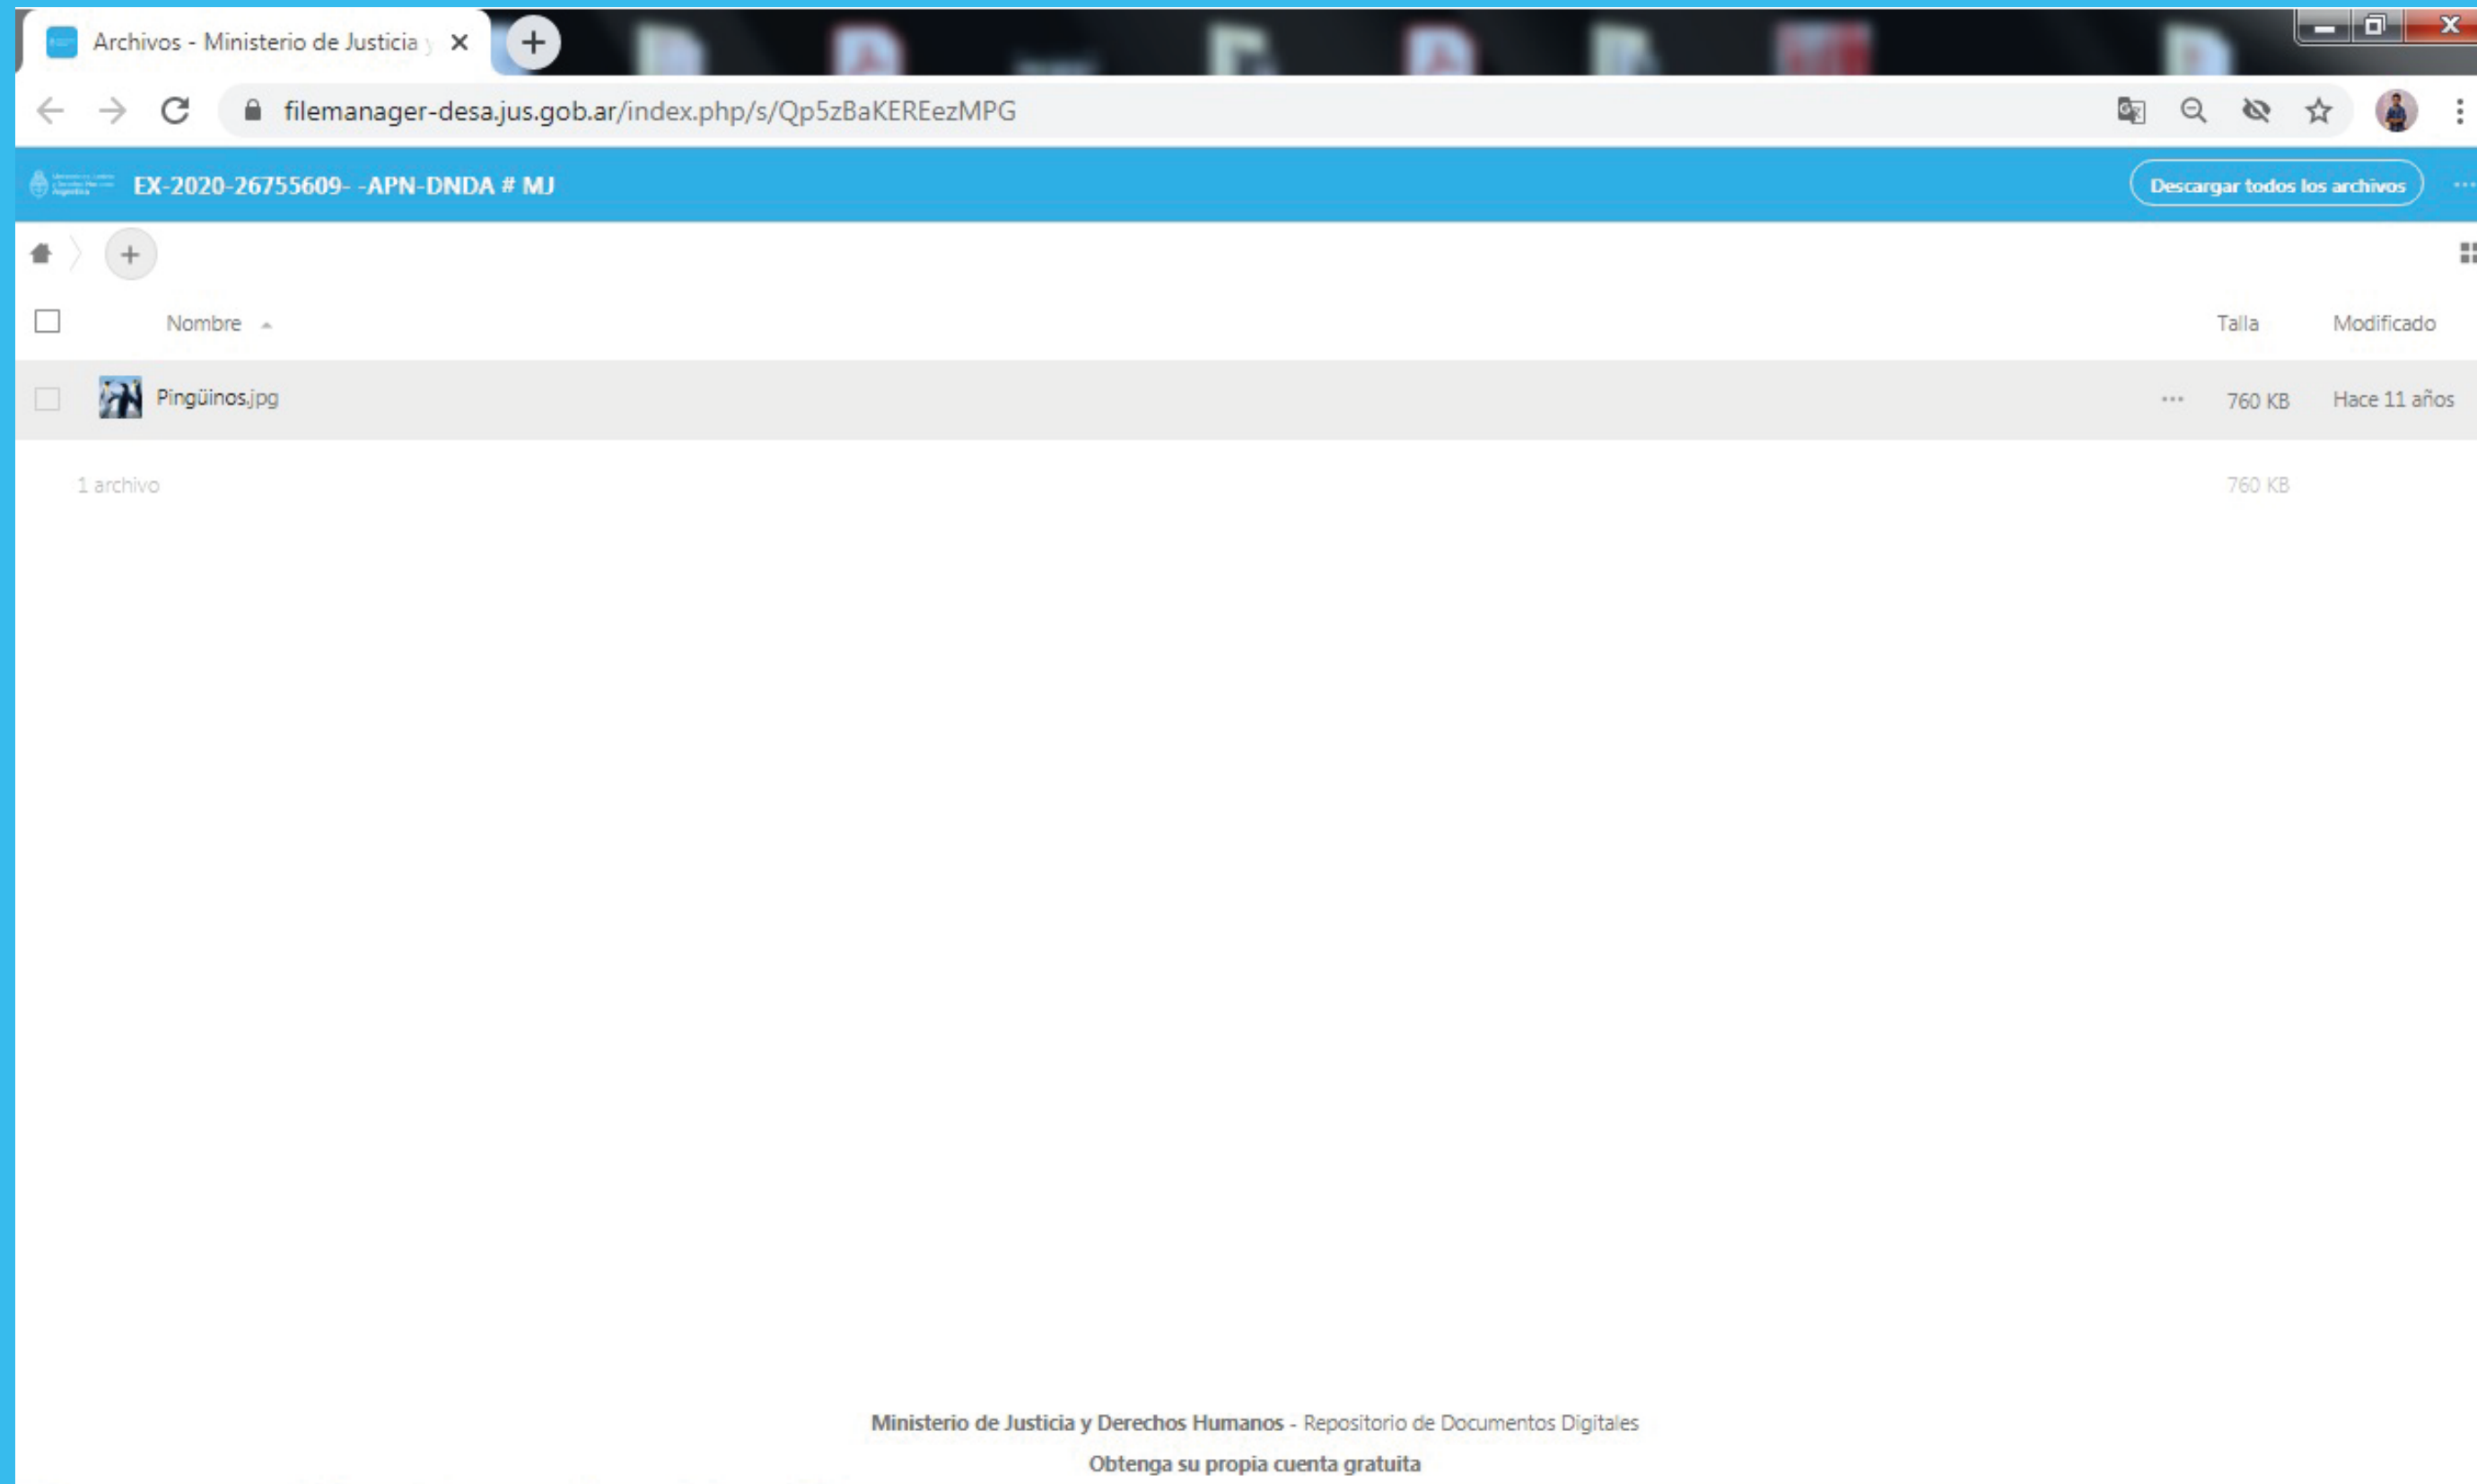 Archivos - Ministerio de Justicia y
filemanager-desa.jus.gob.ar/index.php/s/Qp5zBaKEREezMPG
EX-2020-26755609- -APN-DNDA # MJ
Descargar todos los archivos
Nombre
Talla
Modificado
Pingüinos.jpg
760 KB
Hace 11 años
1 archivo
760 KB
Ministerio de Justicia y Derechos Humanos - Repositorio de Documentos Digitales
Obtenga su propia cuenta gratuita